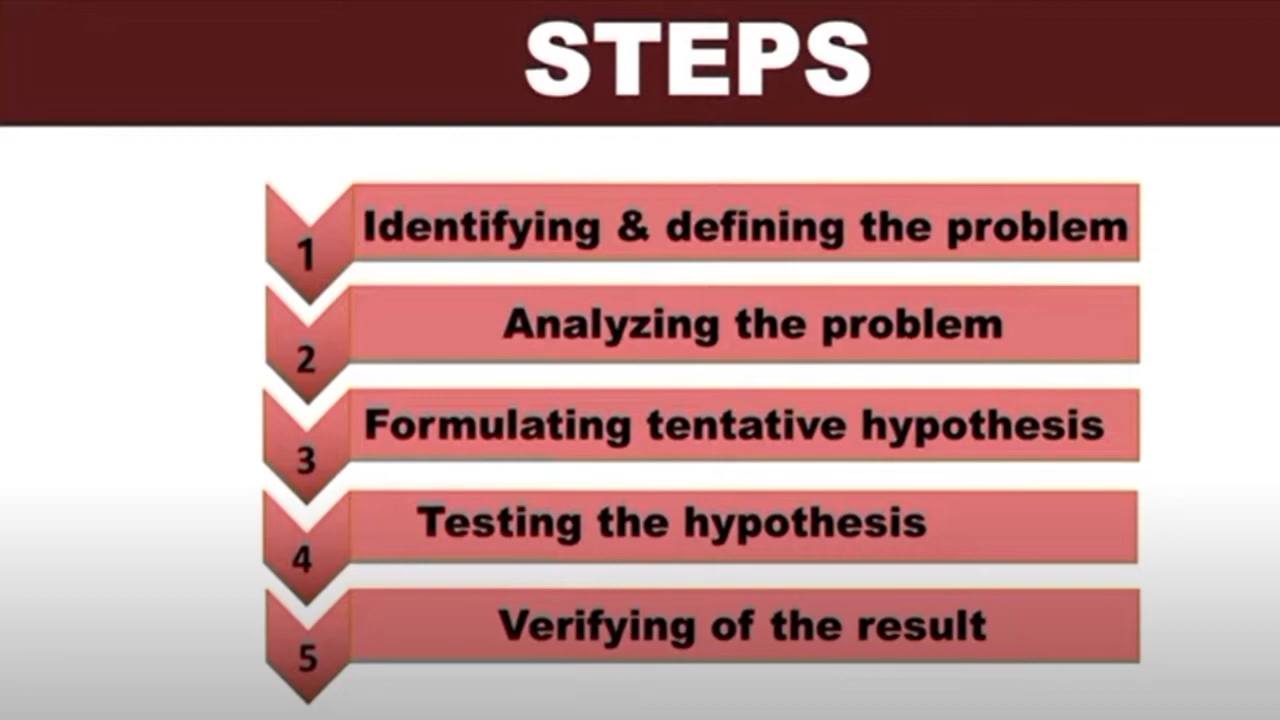 STEPS
1 Identifying & defining the problem
2 Analyzing the problem
3 Formulating tentative hypothesis
4 Testing the hypothesis
5 Verifying of the result